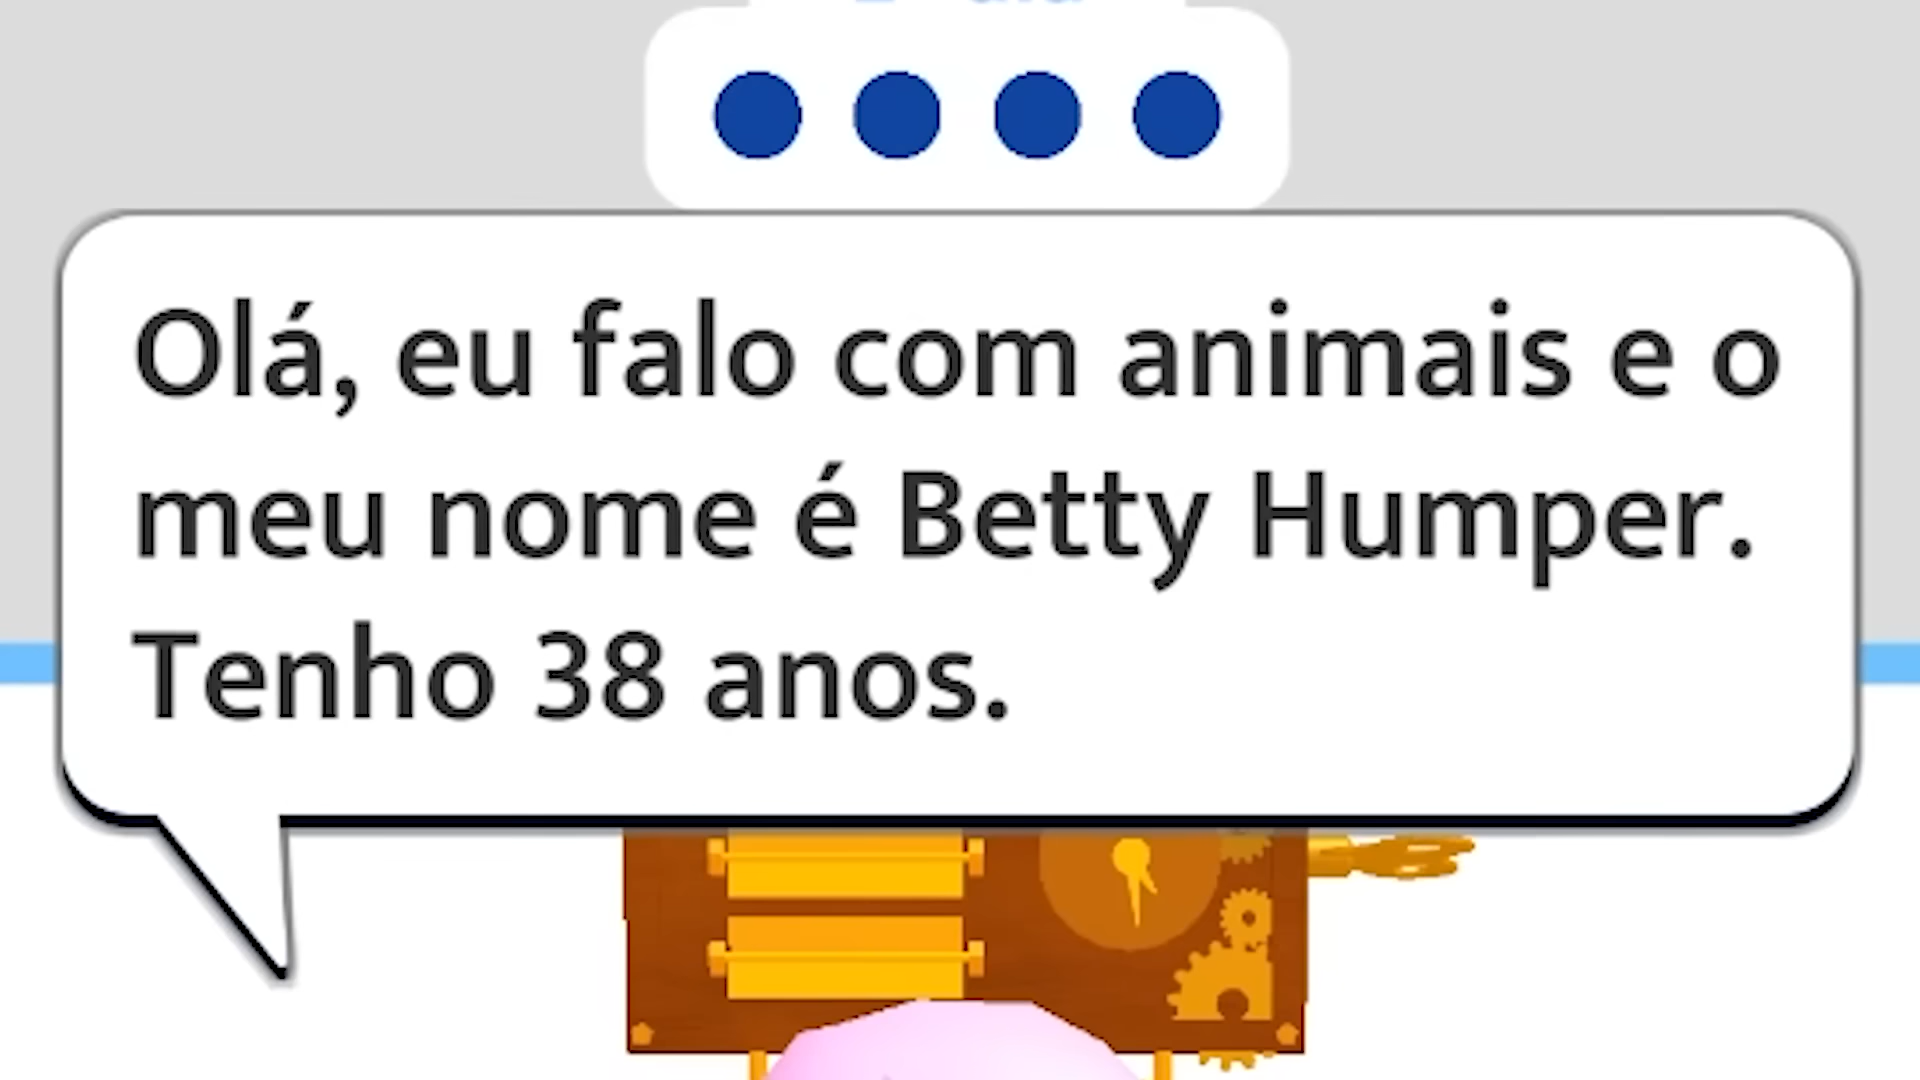 Olá, eu falo com animais e o
meu nome é Betty Humper.
Tenho 38 anos.